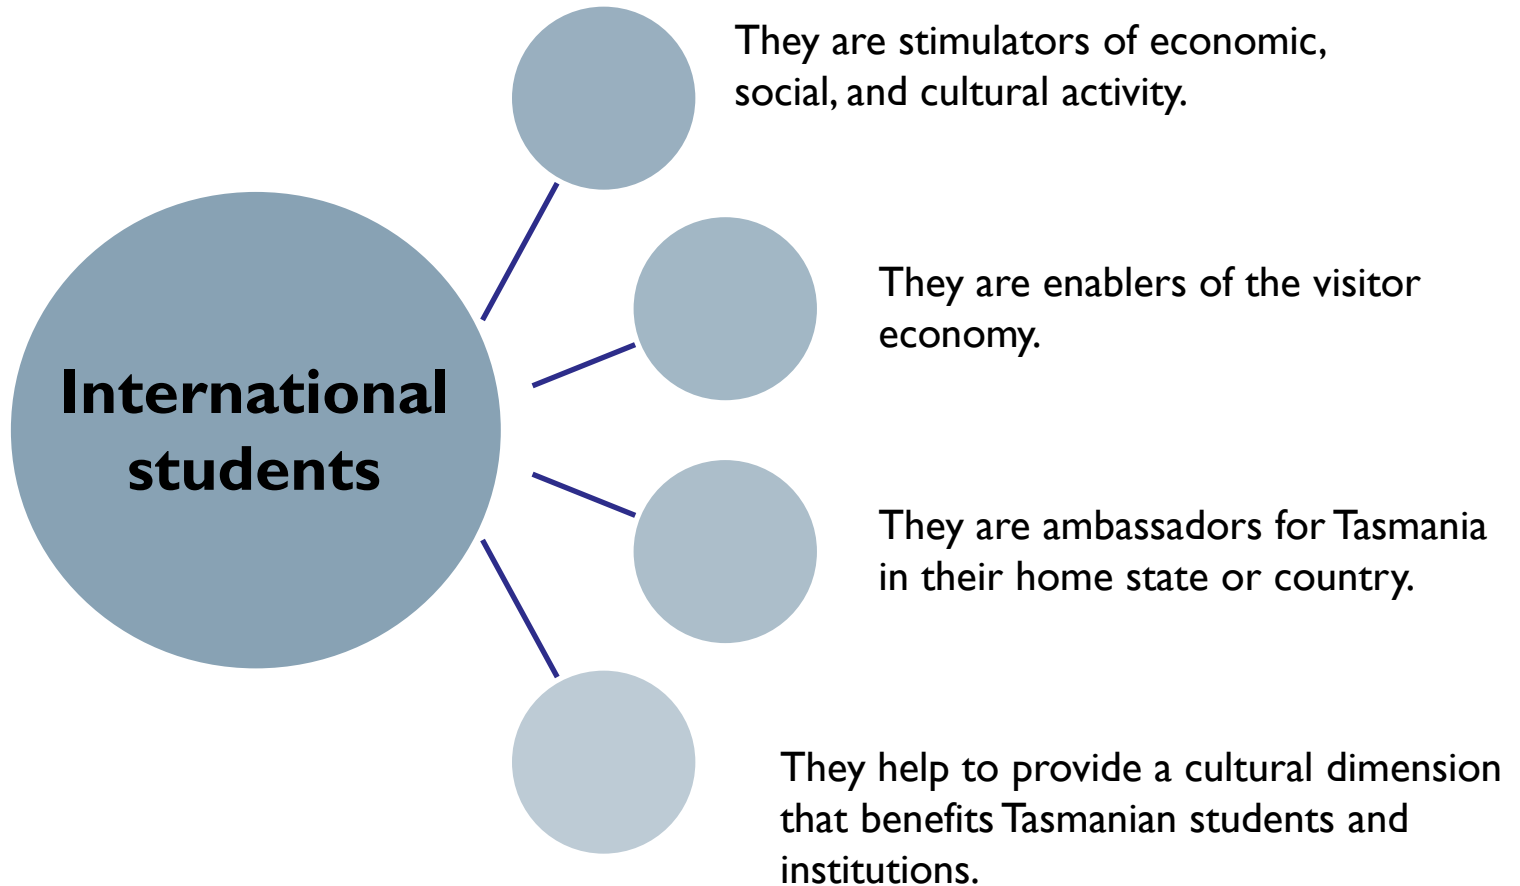 They are stimulators of economic,
social, and cultural activity.
They are enablers of the visitor
economy.
International
students
They are ambassadors for Tasmania
in their home state or country.
They help to provide a cultural dimension
that benefits Tasmanian students and
institutions.